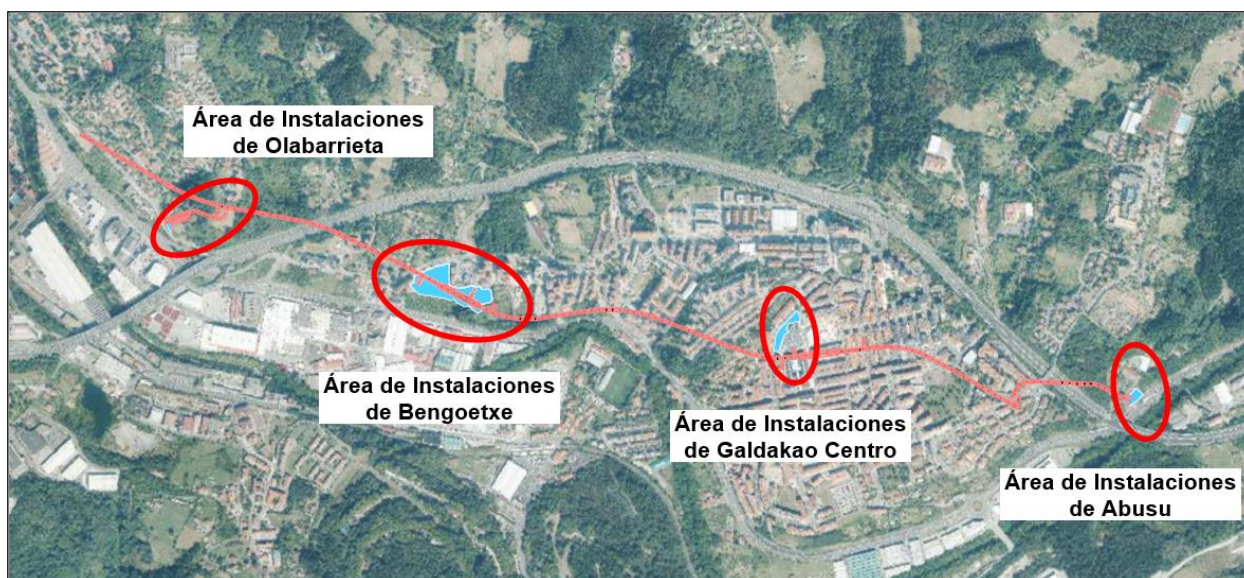 Área de Instalaciones
de Olabarrieta
Área de Instalaciones
de Bengoetxe
Área de Instalaciones
de Galdakao Centro
Área de Instalaciones
de Abusu